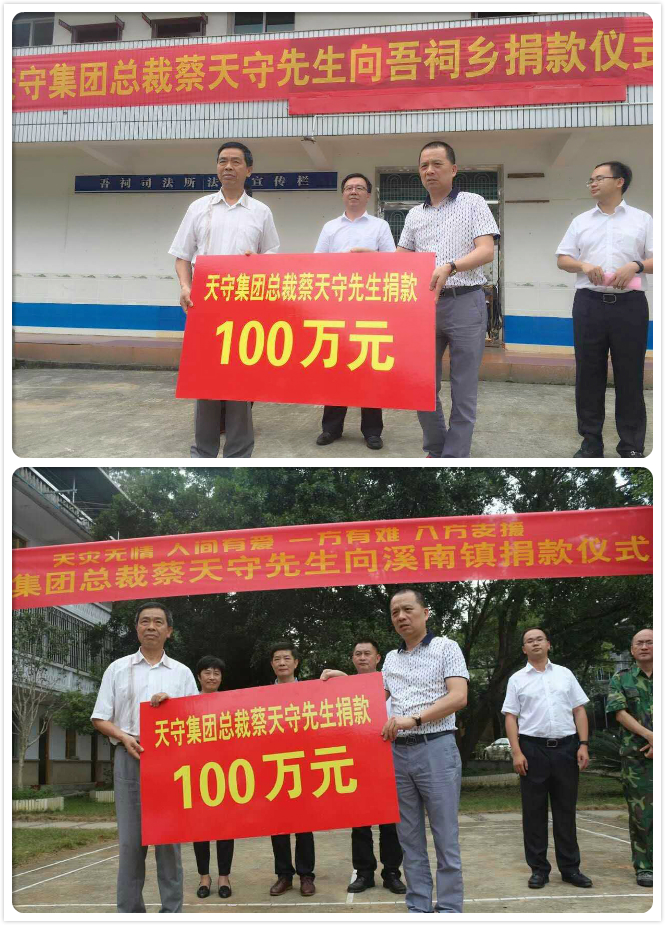 天守集团总裁蔡天守先生向吾祠乡捐款仪式
吾祠司法所法 宣传栏
天守集团总裁蔡天守先生捐款
100万元
天灾无情 人间有爱 一方有难 八方支援
集团总裁蔡天守先生向溪南镇捐款仪式
天守集团总裁蔡天守先生捐款
100万元